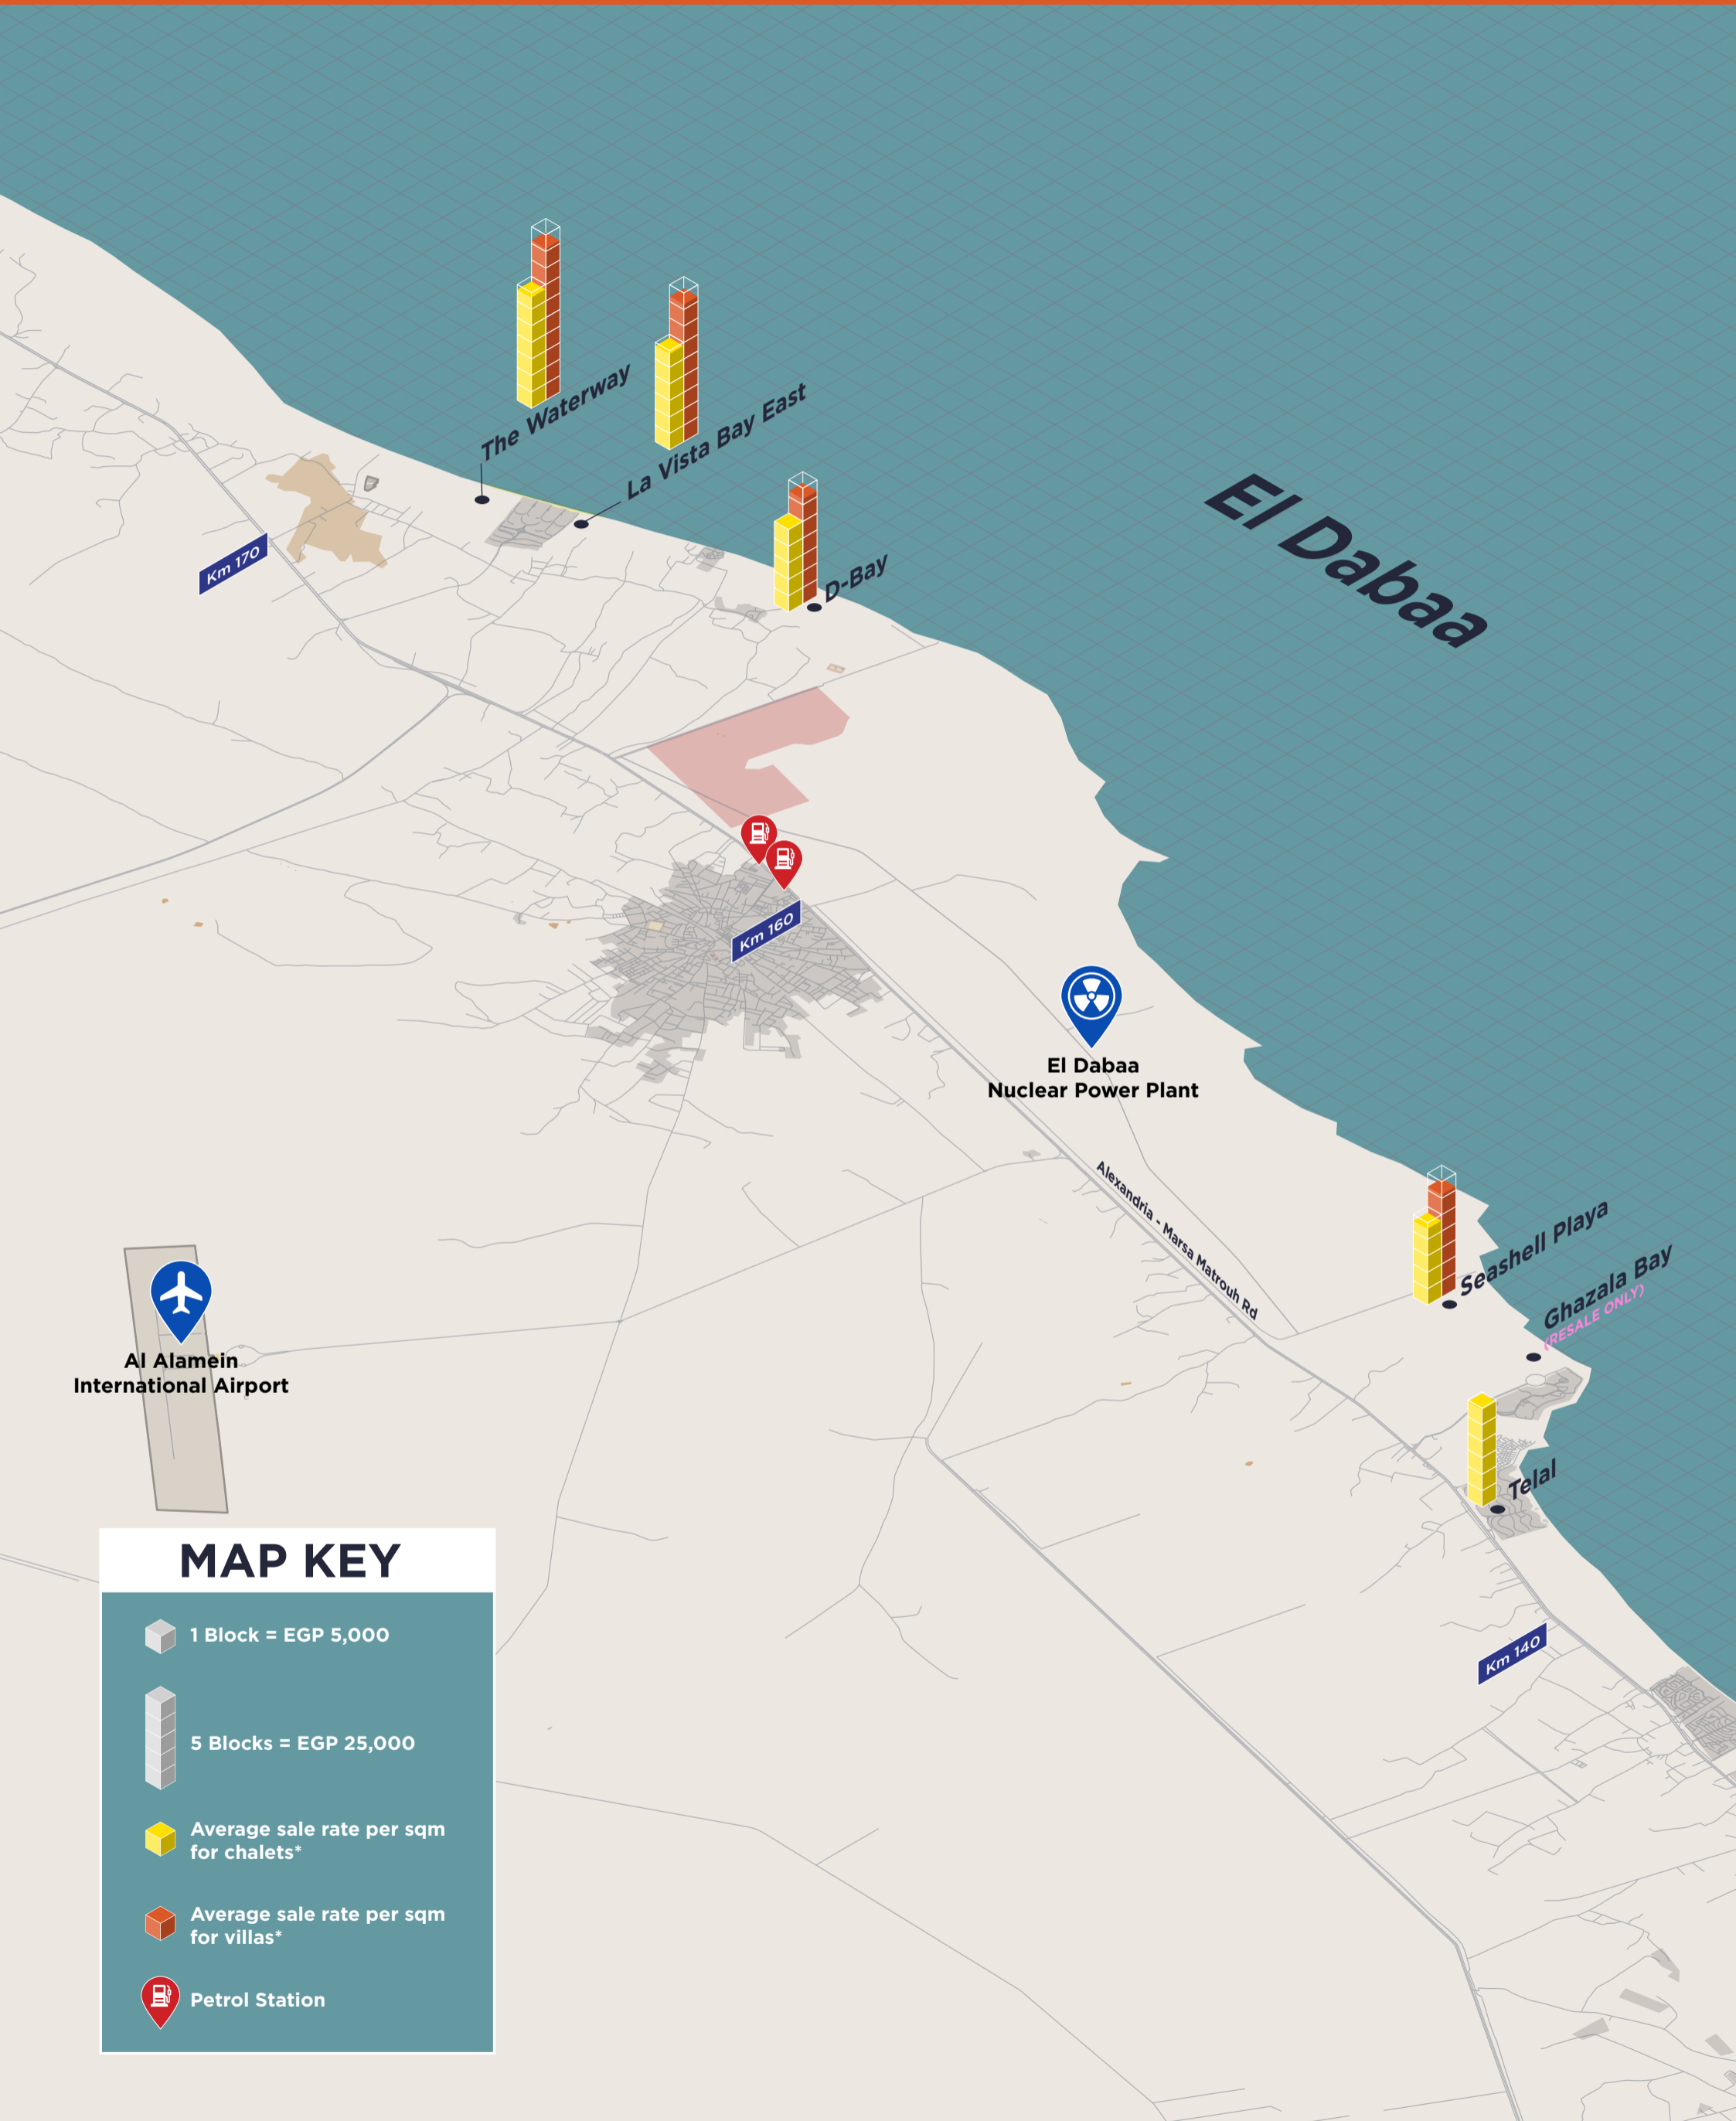 The Waterway
La Vista Bay East
El Dabaa
D-Bay
Km 170
Km 160
El Dabaa
Nuclear Power Plant
Alexandria - Marsa Matrouh Rd
Seashell Playa
Ghazala Bay
(RESALE ONLY)
Al Alamein
International Airport
Telal
Km 140
MAP KEY
1 Block = EGP 5,000
5 Blocks = EGP 25,000
Average sale rate per sqm
for chalets*
Average sale rate per sqm
for villas*
Petrol Station